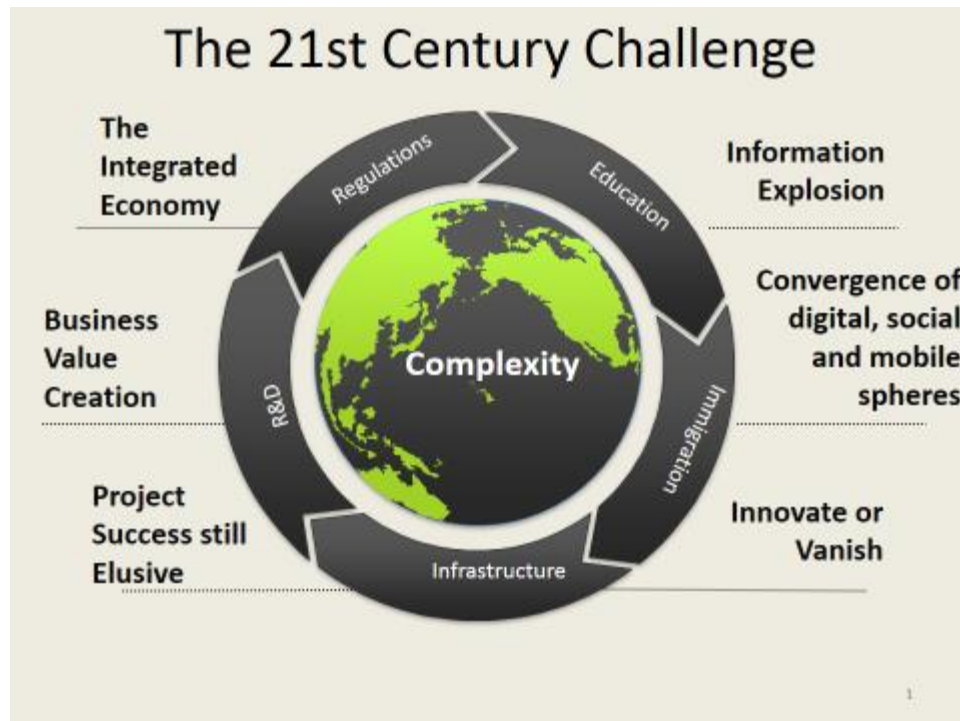 The 21st Century Challenge
The
Integrated
Economy
Regulations
Education
Information
Explosion
Business
Value
Creation
R&D
Complexity
Immigration
Convergence of
digital, social
and mobile
spheres
Project
Success still
Elusive
Infrastructure
Innovate or
Vanish
1